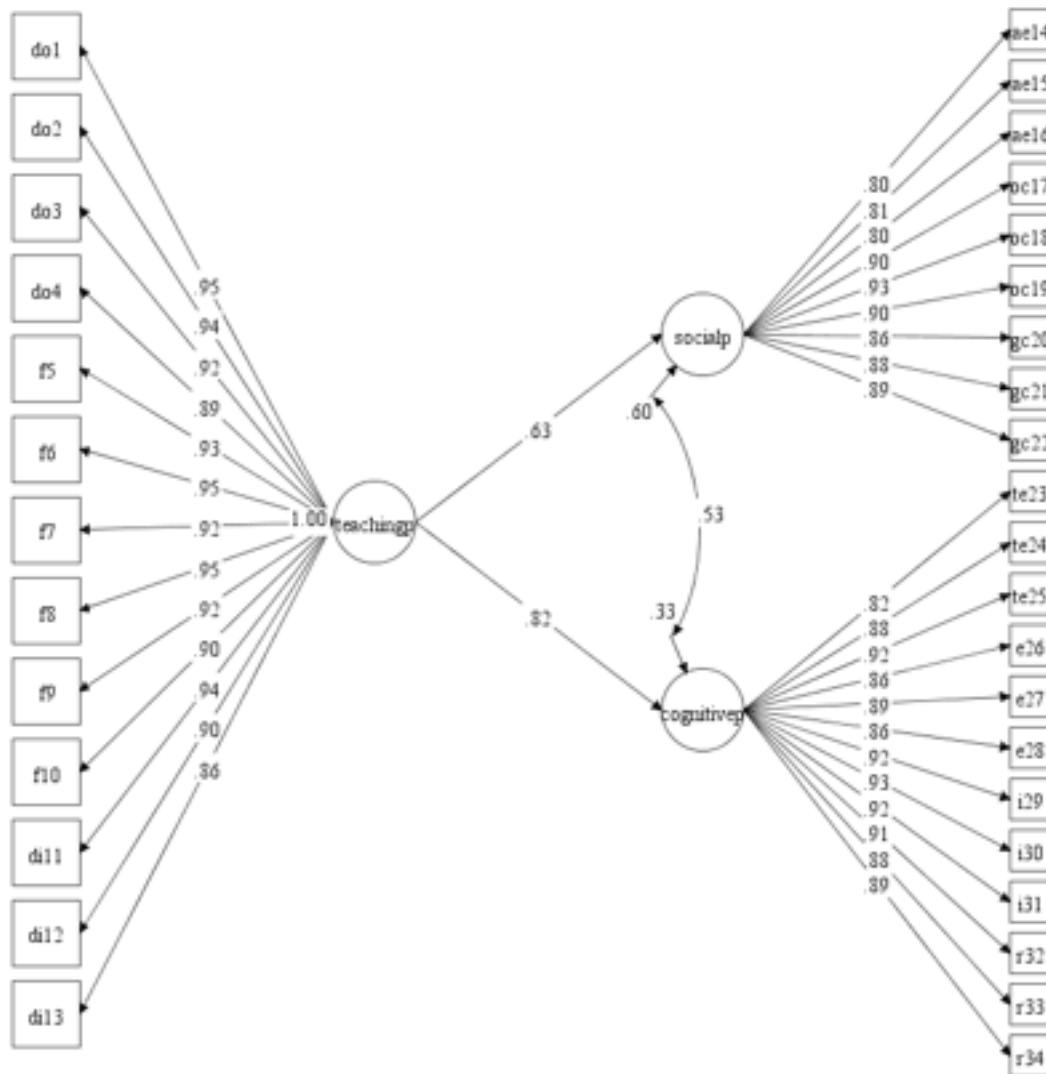 do1
do2
do3
do4
f5
f6
f7
f8
f9
f10
di11
di12
di13
.95
.94
.92
.89
.93
.95
.92
.95
.92
.90
.94
.90
.86
1.00
teachingp
.63
.82
socialp
.60
.53
.33
cognitivep
.80
.81
.80
.90
.93
.90
.86
.88
.89
.82
.88
.92
.86
.89
.86
.92
.93
.92
.91
.88
.89
ae14
ae15
ae16
oc17
oc18
oc19
gc20
gc21
gc22
te23
te24
te25
e26
e27
e28
i29
i30
i31
r32
r33
r34